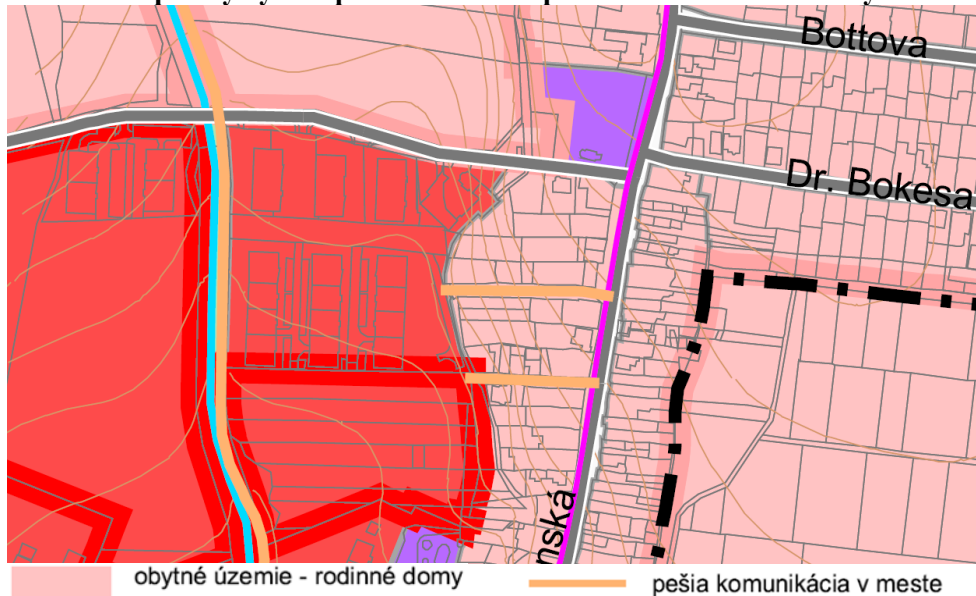 Bottova
Dr. Bokesa
nská
obytné územie - rodinné domy
pešia komunikácia v meste